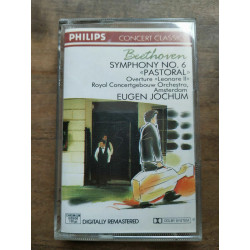 PHILIPS CONCERT CLASSICS
Beethoven
SYMPHONY NO. 6
«PASTORAL»
Overture «Leonore II»
Royal Concertgebouw Orchestra,
Amsterdam
EUGEN JOCHUM
DIGITALLY REMASTERED